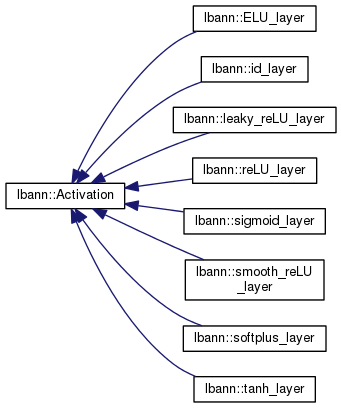 lbann::ELU_layer
lbann::id_layer
lbann::leaky_reLU_layer
lbann::reLU_layer
lbann::Activation
lbann::sigmoid_layer
lbann::smooth_reLU
_layer
lbann::softplus_layer
lbann::tanh_layer